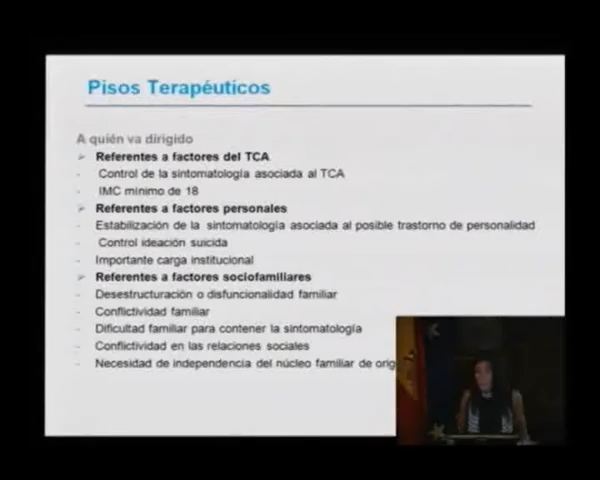 Pisos Terapéuticos
A quién va dirigido
➢ Referentes a factores del TCA
- Control de la sintomatología asociada al TCA
- IMC mínimo de 18
➢ Referentes a factores personales
- Estabilización de la sintomatología asociada al posible trastorno de personalidad
- Control ideación suicida
- Importante carga institucional
➢ Referentes a factores sociofamiliares
- Desestructuración o disfuncionalidad familiar
- Conflictividad familiar
- Dificultad familiar para contener la sintomatología
- Conflictividad en las relaciones sociales
- Necesidad de independencia del núcleo familiar de orig